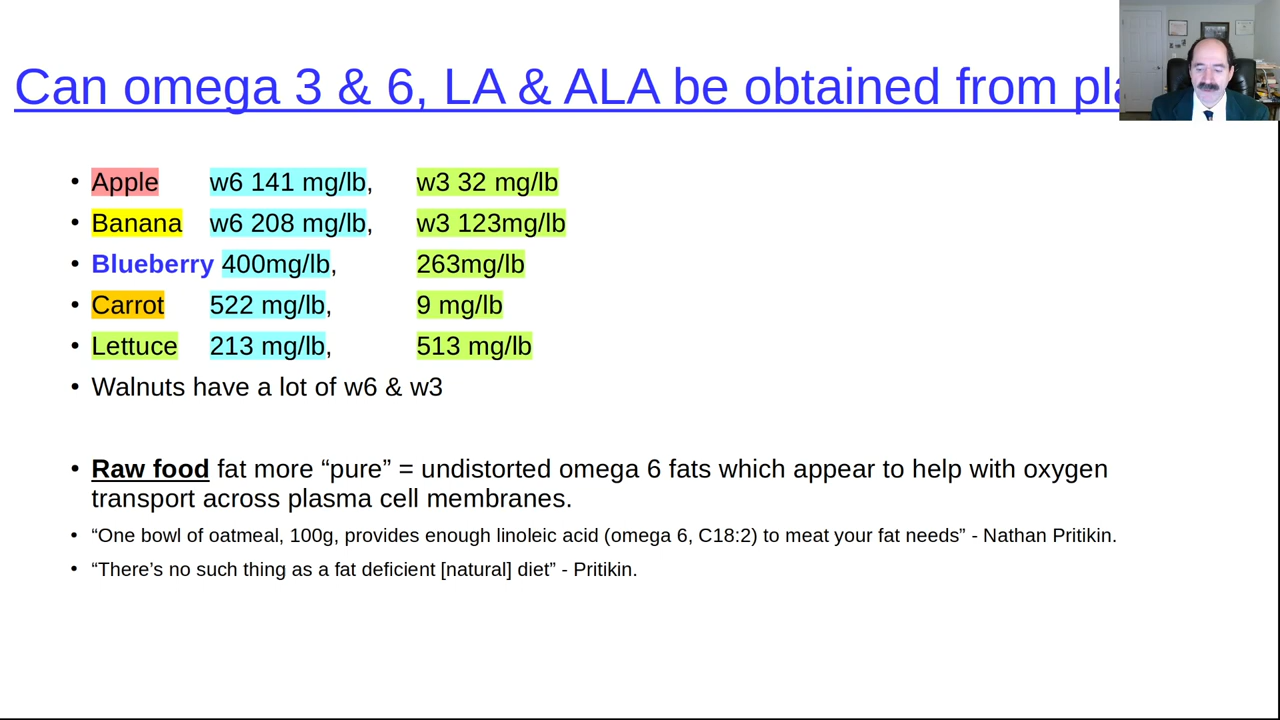 Can omega 3 & 6, LA & ALA be obtained from
• Apple w6 141 mg/lb, w3 32 mg/lb
• Banana w6 208 mg/lb, w3 123mg/lb
• Blueberry 400mg/lb, 263mg/lb
• Carrot 522 mg/lb, 9 mg/lb
• Lettuce 213 mg/lb, 513 mg/lb
• Walnuts have a lot of w6 & w3
• Raw food fat more “pure” = undistorted omega 6 fats which appear to help with oxygen
transport across plasma cell membranes.
• “One bowl of oatmeal, 100g, provides enough linoleic acid (omega 6, C18:2) to meat your fat needs” - Nathan Pritikin.
• “There’s no such thing as a fat deficient [natural] diet” - Pritikin.